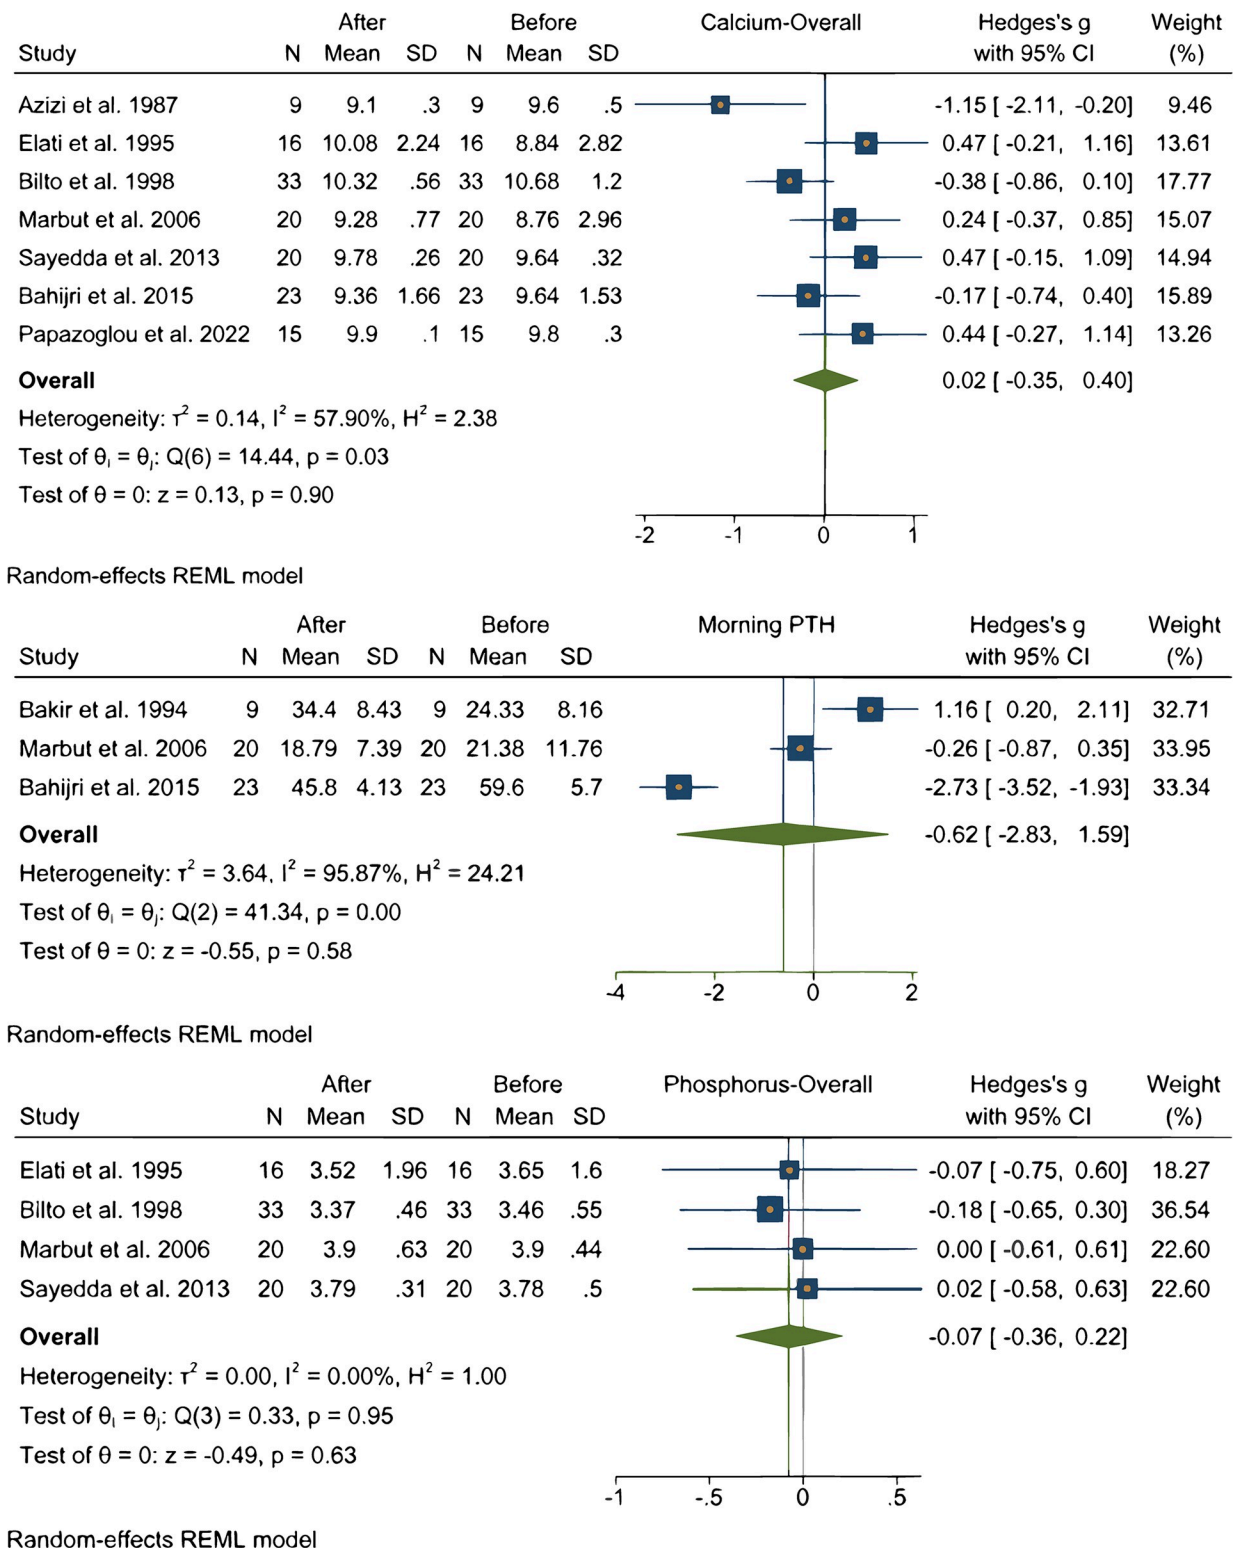 After Before Calcium-Overall Hedges's g Weight
Study N Mean SD N Mean SD with 95% CI (%)
Azizi et al. 1987 9 9.1 .3 9 9.6 .5 -1.15 [ -2.11, -0.20] 9.46
Elati et al. 1995 16 10.08 2.24 16 8.84 2.82 0.47 [ -0.21, 1.16] 13.61
Bilto et al. 1998 33 10.32 .56 33 10.68 1.2 -0.38 [ -0.86, 0.10] 17.77
Marbut et al. 2006 20 9.28 .77 20 8.76 2.96 0.24 [ -0.37, 0.85] 15.07
Sayedda et al. 2013 20 9.78 .26 20 9.64 .32 0.47 [ -0.15, 1.09] 14.94
Bahijri et al. 2015 23 9.36 1.66 23 9.64 1.53 -0.17 [ -0.74, 0.40] 15.89
Papazoglou et al. 2022 15 9.9 .1 15 9.8 .3 0.44 [ -0.27, 1.14] 13.26
Overall 0.02 [ -0.35, 0.40]
Heterogeneity: τ² = 0.14, I² = 57.90%, H² = 2.38
Test of θᵢ = θⱼ: Q(6) = 14.44, p = 0.03
Test of θ = 0: z = 0.13, p = 0.90
-2 -1 0 1
Random-effects REML model
After Before Morning PTH Hedges's g Weight
Study N Mean SD N Mean SD with 95% CI (%)
Bakir et al. 1994 9 34.4 8.43 9 24.33 8.16 1.16 [ 0.20, 2.11] 32.71
Marbut et al. 2006 20 18.79 7.39 20 21.38 11.76 -0.26 [ -0.87, 0.35] 33.95
Bahijri et al. 2015 23 45.8 4.13 23 59.6 5.7 -2.73 [ -3.52, -1.93] 33.34
Overall -0.62 [ -2.83, 1.59]
Heterogeneity: τ² = 3.64, I² = 95.87%, H² = 24.21
Test of θᵢ = θⱼ: Q(2) = 41.34, p = 0.00
Test of θ = 0: z = -0.55, p = 0.58
-4 -2 0 2
Random-effects REML model
After Before Phosphorus-Overall Hedges's g Weight
Study N Mean SD N Mean SD with 95% CI (%)
Elati et al. 1995 16 3.52 1.96 16 3.65 1.6 -0.07 [ -0.75, 0.60] 18.27
Bilto et al. 1998 33 3.37 .46 33 3.46 .55 -0.18 [ -0.65, 0.30] 36.54
Marbut et al. 2006 20 3.9 .63 20 3.9 .44 0.00 [ -0.61, 0.61] 22.60
Sayedda et al. 2013 20 3.79 .31 20 3.78 .5 0.02 [ -0.58, 0.63] 22.60
Overall -0.07 [ -0.36, 0.22]
Heterogeneity: τ² = 0.00, I² = 0.00%, H² = 1.00
Test of θᵢ = θⱼ: Q(3) = 0.33, p = 0.95
Test of θ = 0: z = -0.49, p = 0.63
-1 -.5 0 .5
Random-effects REML model